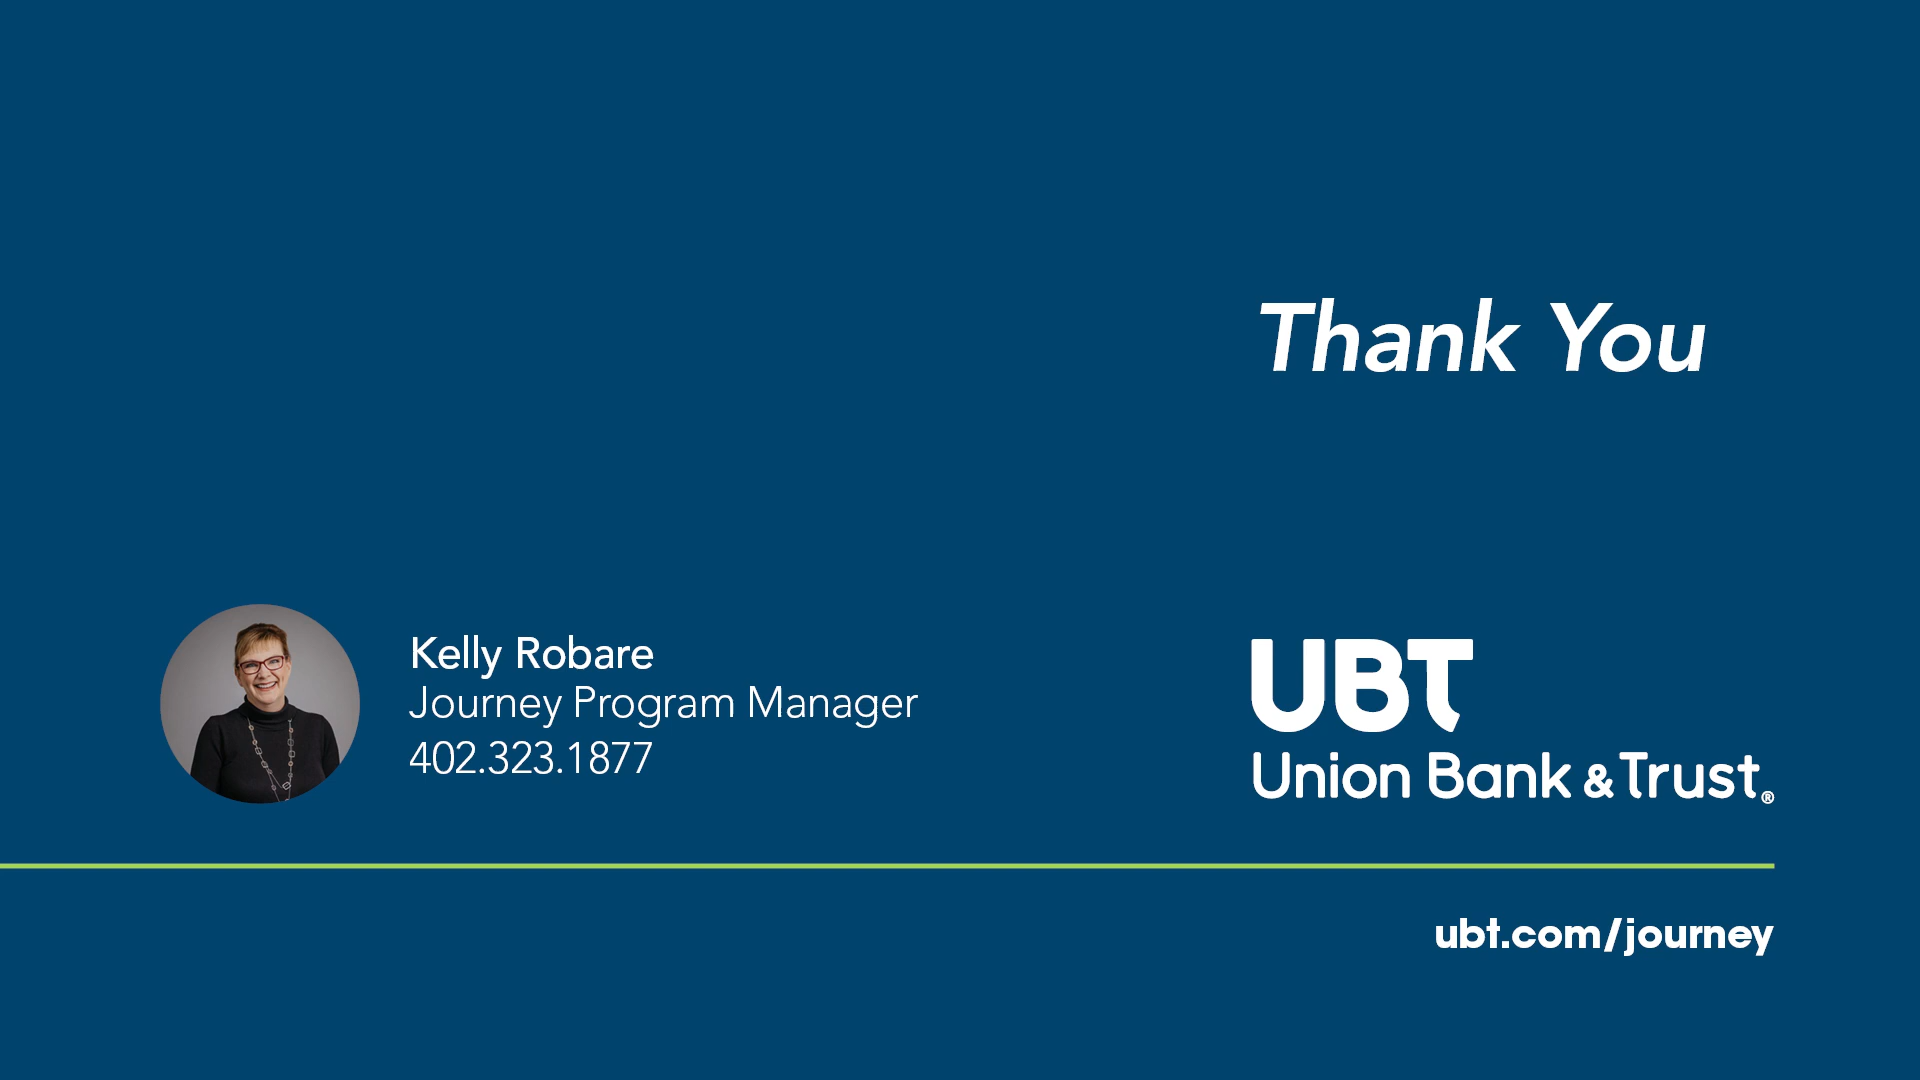 Thank You
Kelly Robare
Journey Program Manager
402.323.1877
UBT
Union Bank & Trust®
ubt.com/journey